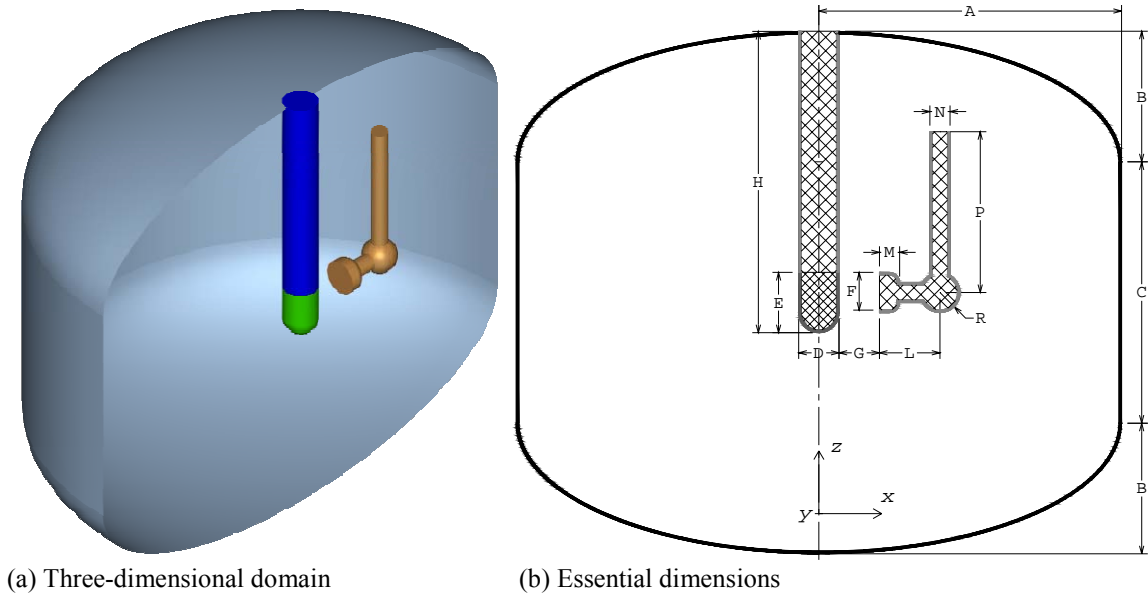 A
B
N
H
P
M
C
E
F
R
D
G
L
z
B
y
x
(a) Three-dimensional domain
(b) Essential dimensions